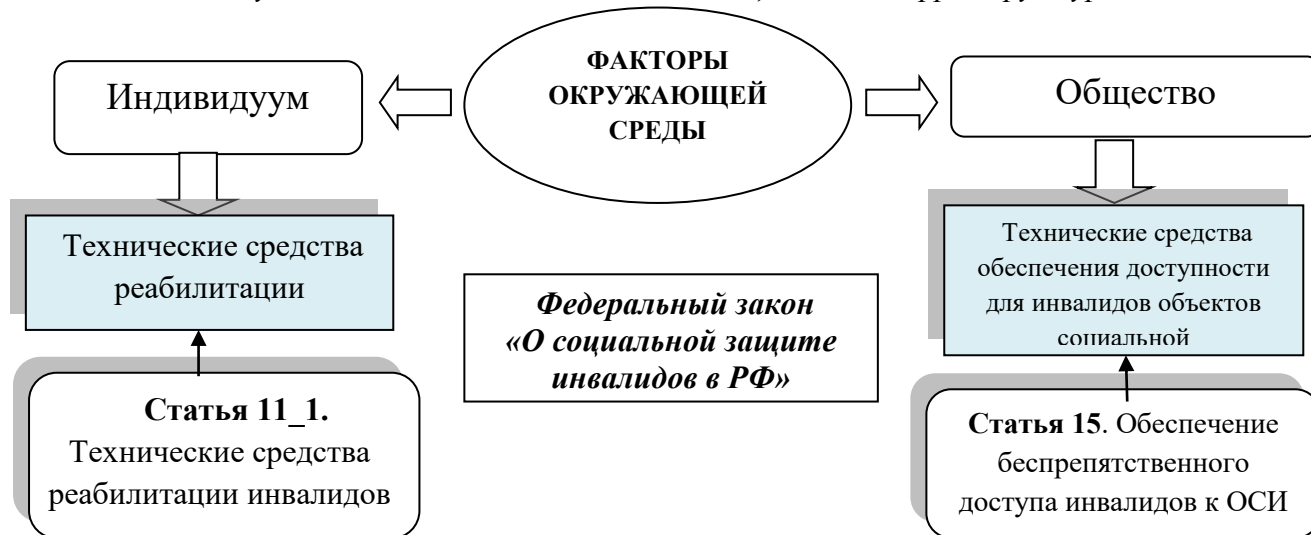 ФАКТОРЫ
ОКРУЖАЮЩЕЙ
СРЕДЫ
Индивидуум
Общество
Технические средства
реабилитации
Технические средства
обеспечения доступности
для инвалидов объектов
социальной
Федеральный закон
«О социальной защите
инвалидов в РФ»
Статья 11_1.
Технические средства
реабилитации инвалидов
Статья 15. Обеспечение
беспрепятственного
доступа инвалидов к ОСИ